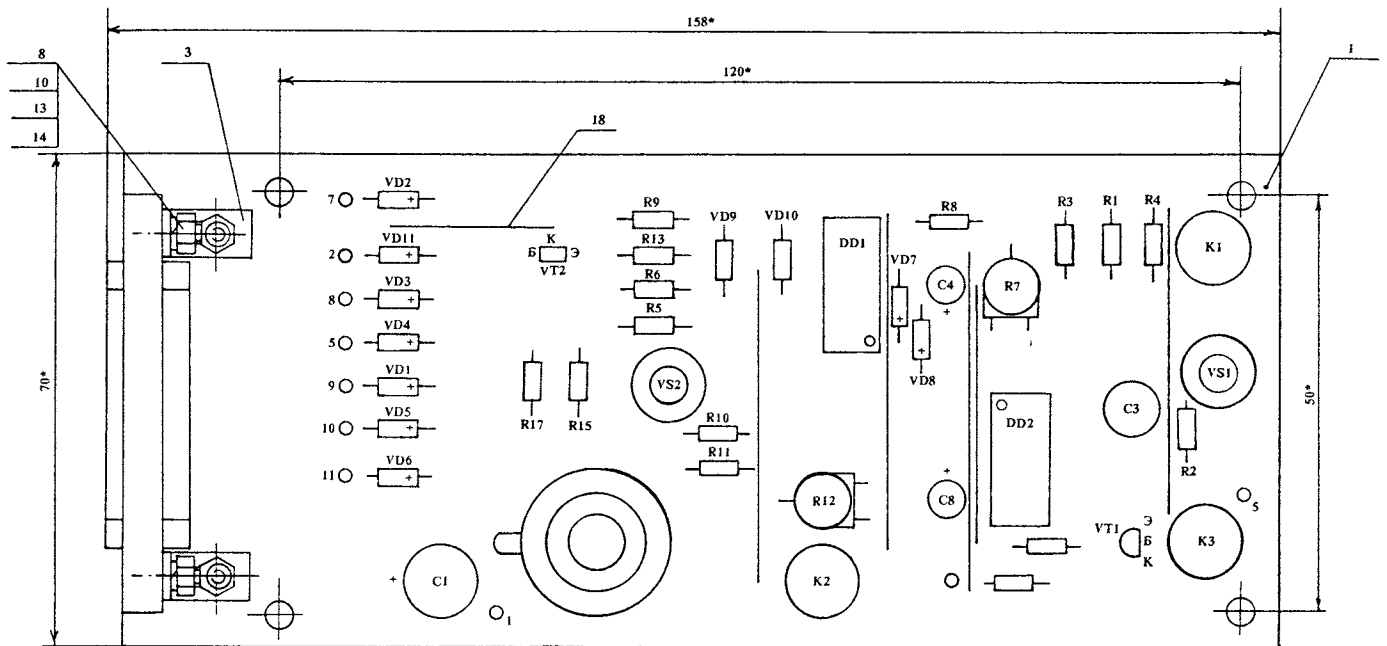 158*
8
3
120*
1
10
13
18
14
VD2
7
R9
R8
R3
R1
R4
К
VD9
VD10
DD1
K1
VD11
2
Б
Э
R13
VT2
VD7
VD3
R6
C4
R7
8
+
R5
VD4
5
VD8
70*
VD1
9
VS2
VS1
50*
C3
VD5
R17
R15
R10
DD2
10
R11
R2
VD6
11
+
R12
C8
5
VT1
Э
Б
К
K3
+
C1
K2
1